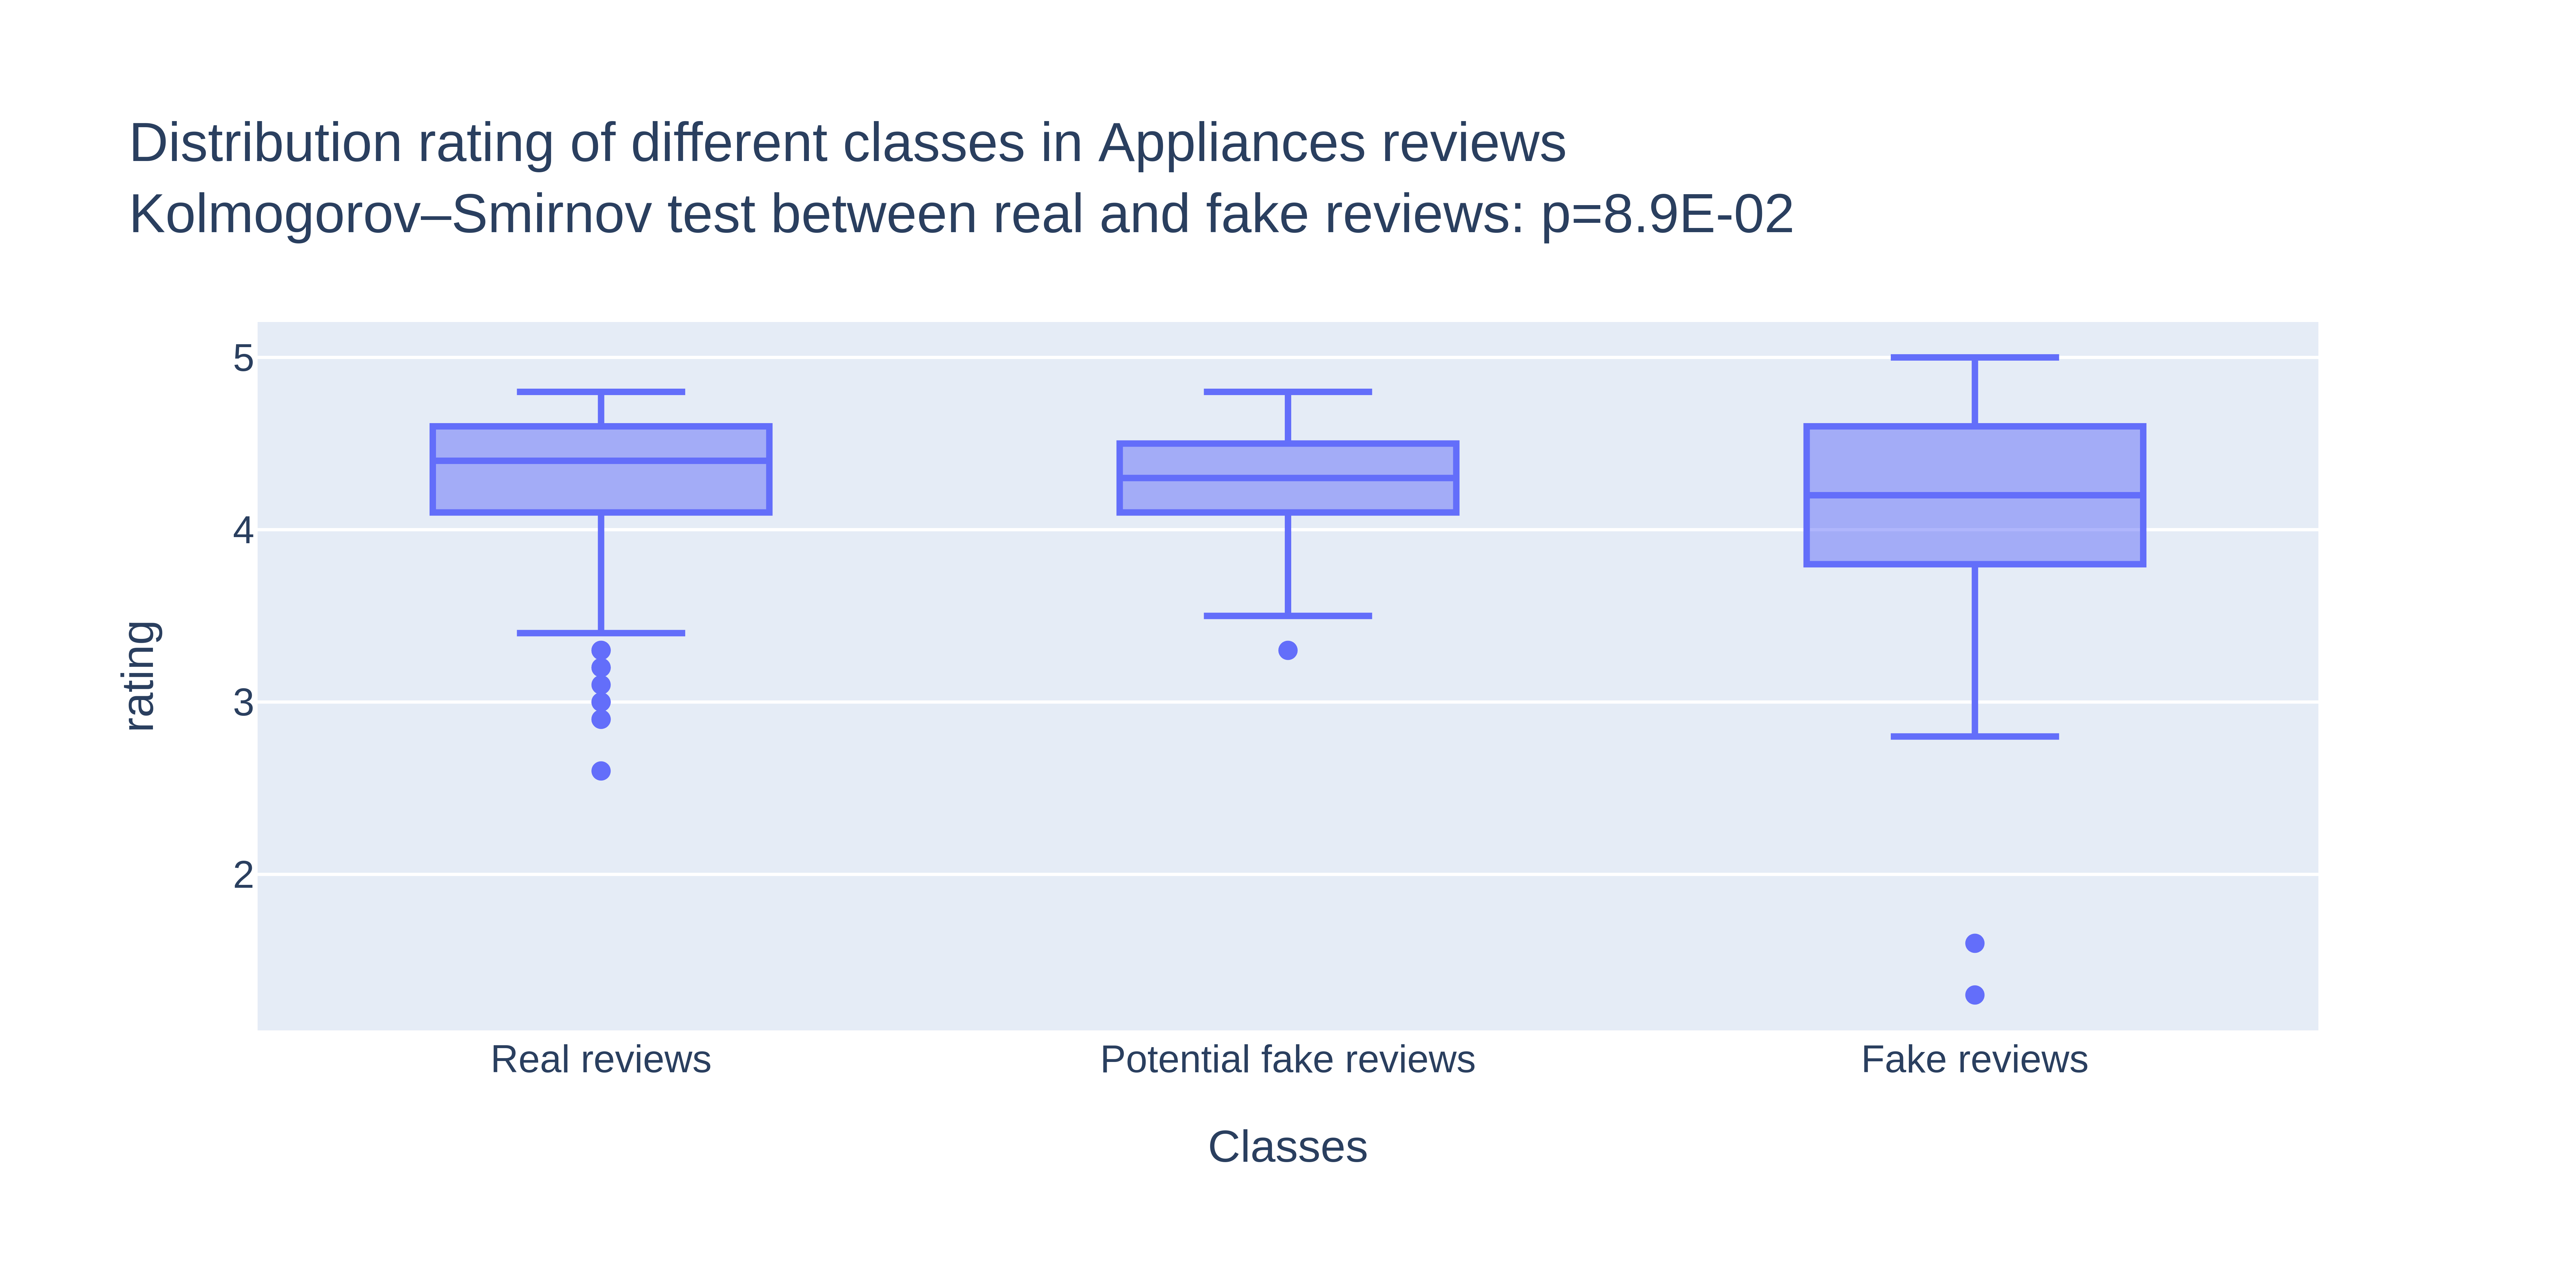 Distribution rating of different classes in Appliances reviews
Kolmogorov–Smirnov test between real and fake reviews: p=8.9E-02
5
4
3
2
rating
Real reviews
Potential fake reviews
Fake reviews
Classes